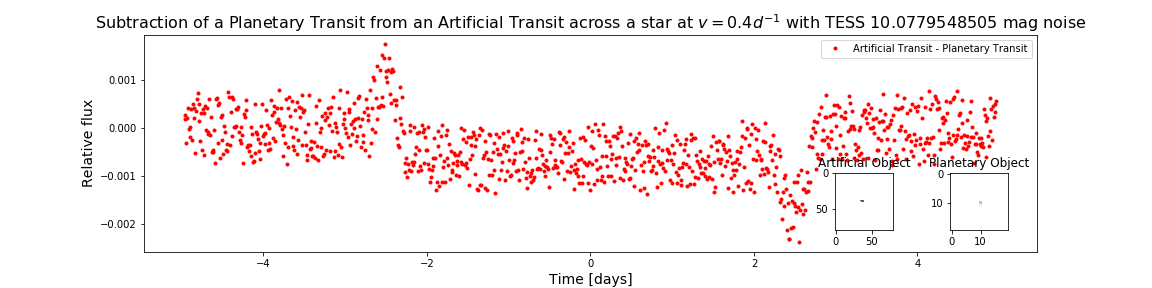 Subtraction of a Planetary Transit from an Artificial Transit across a star at v = 0.4d⁻¹ with TESS 10.0779548505 mag noise
Artificial Transit - Planetary Transit
Relative flux
0.001
0.000
−0.001
−0.002
−4
−2
0
2
4
Time [days]
Artificial Object
0
50
0
50
Planetary Object
0
10
0
10